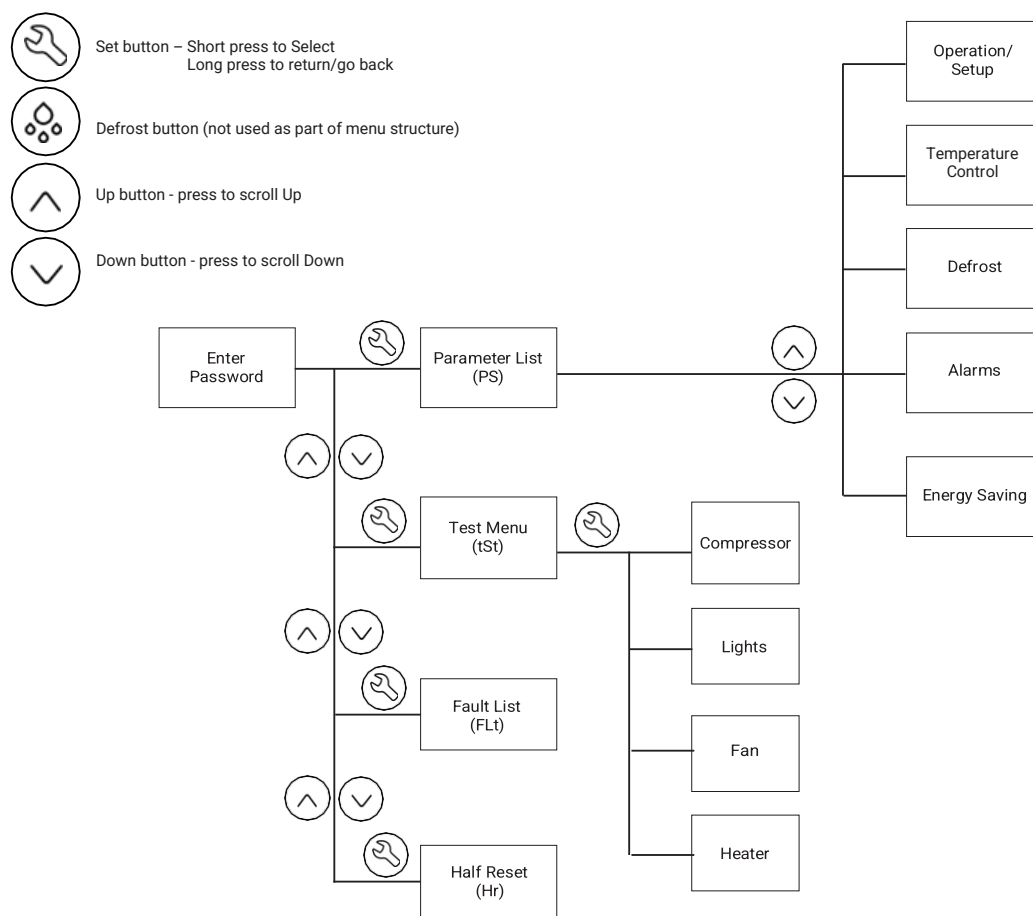 Set button – Short press to Select
Long press to return/go back
Defrost button (not used as part of menu structure)
Up button - press to scroll Up
Down button - press to scroll Down
Operation/
Setup
Temperature
Control
Defrost
Alarms
Energy Saving
Enter
Password
Parameter List
(PS)
Test Menu
(tSt)
Compressor
Lights
Fan
Heater
Fault List
(FLt)
Half Reset
(Hr)